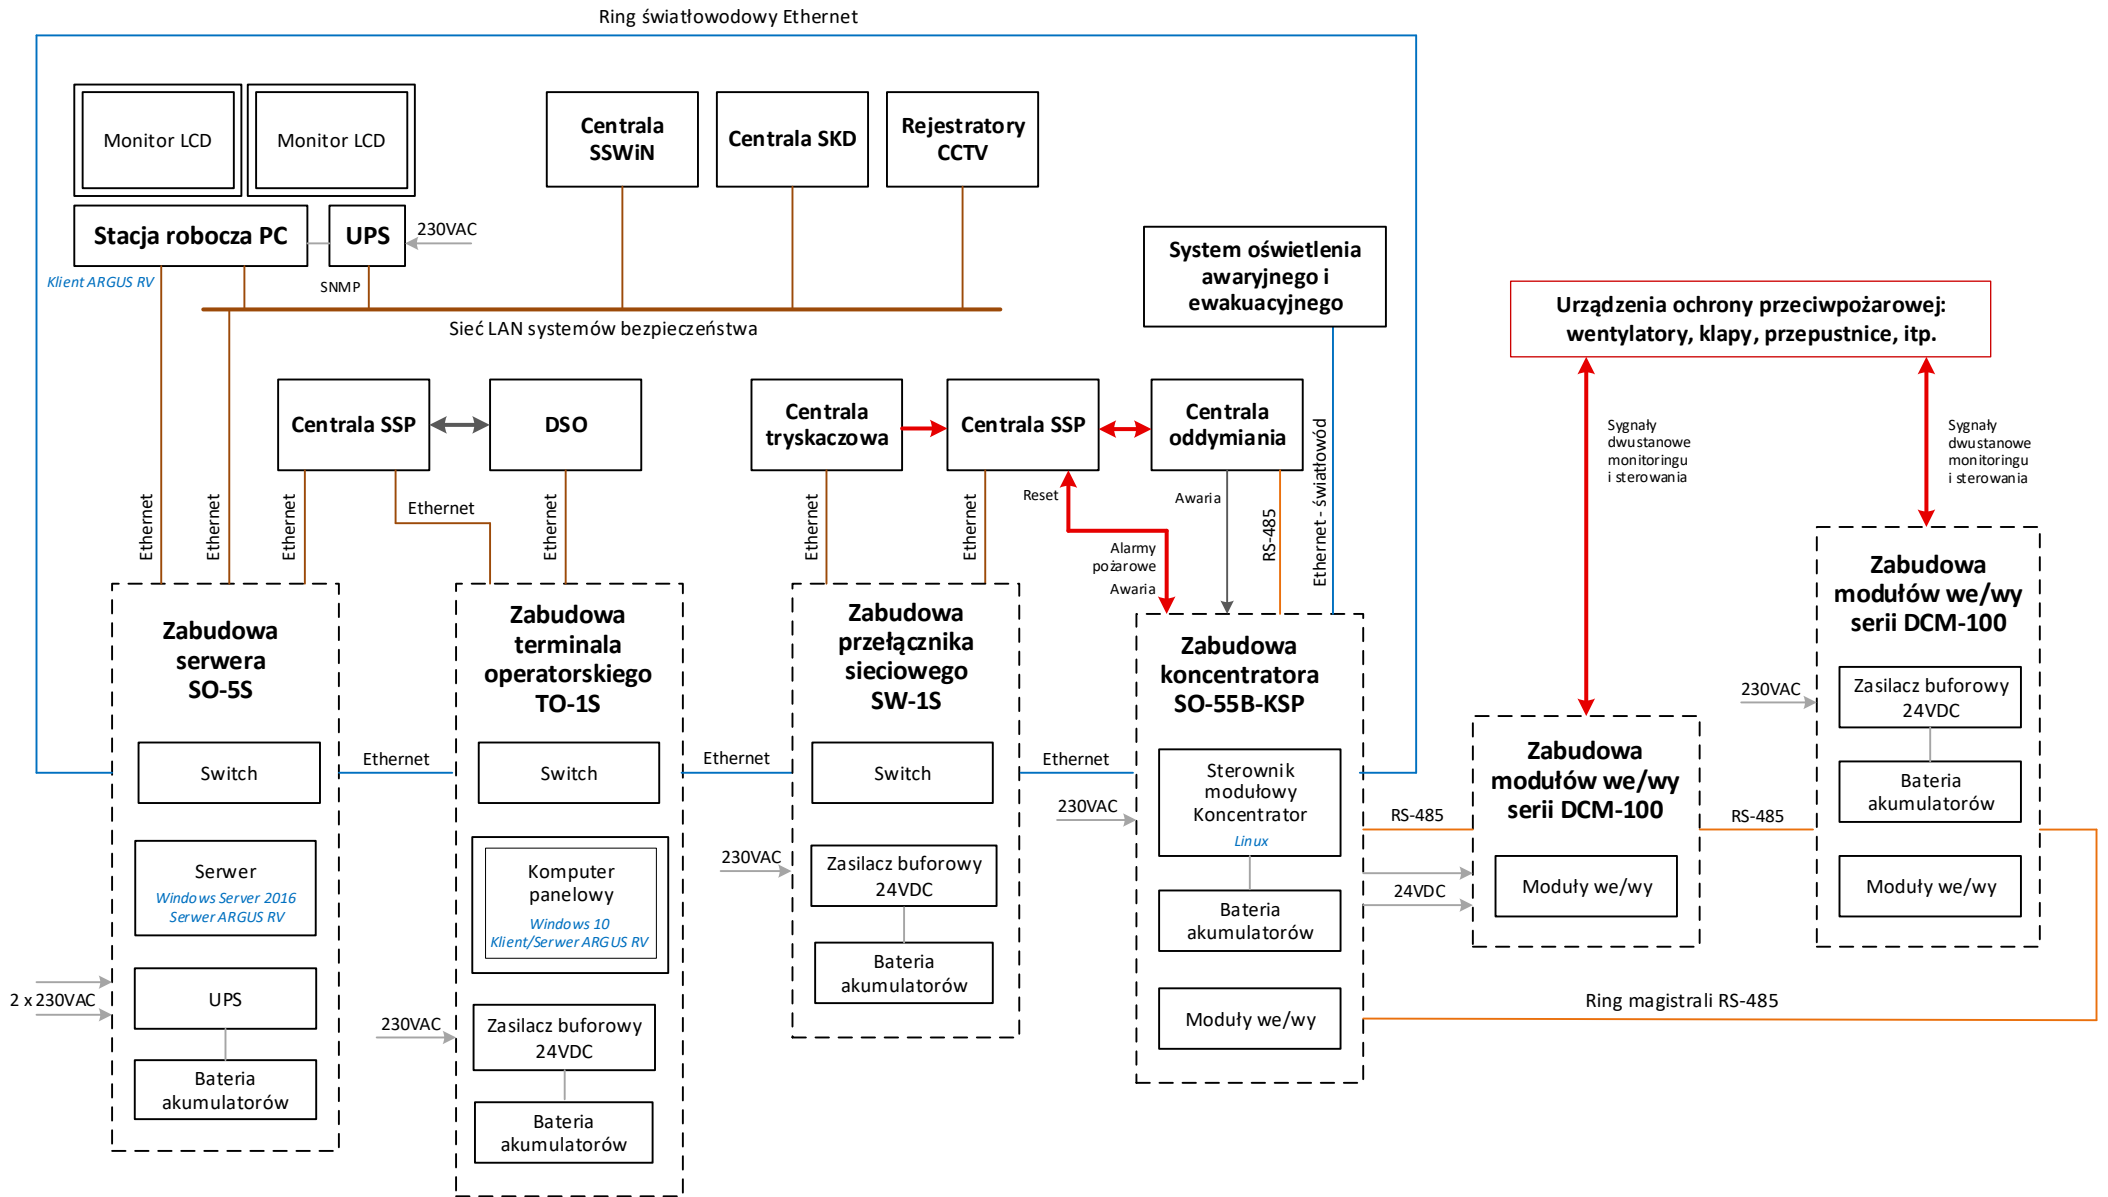 Ring światłowodowy Ethernet
Monitor LCD
Monitor LCD
Centrala
SSWiN
Centrala SKD
Rejestratory
CCTV
Stacja robocza PC
UPS
230VAC
Klient ARGUS RV
SNMP
Sieć LAN systemów bezpieczeństwa
System oświetlenia
awaryjnego i
ewakuacyjnego
Urządzenia ochrony przeciwpożarowej:
wentylatory, klapy, przepustnice, itp.
Centrala SSP
DSO
Centrala
tryskaczowa
Centrala SSP
Centrala
oddymiania
Sygnały
dwustanowe
monitoringu
i sterowania
Sygnały
dwustanowe
monitoringu
i sterowania
Ethernet
Ethernet
Ethernet
Ethernet
Ethernet
Ethernet
Ethernet
Reset
Alarmy
pożarowe
Awaria
Awaria
RS-485
Ethernet - światłowód
Zabudowa
serwera
SO-5S
Switch
Serwer
Windows Server 2016
Serwer ARGUS RV
2 x 230VAC
UPS
Bateria
akumulatorów
Ethernet
Zabudowa
terminala
operatorskiego
TO-1S
Switch
Komputer
panelowy
Windows 10
Klient/Serwer ARGUS RV
230VAC
Zasilacz buforowy
24VDC
Bateria
akumulatorów
Ethernet
Zabudowa
przełącznika
sieciowego
SW-1S
Switch
230VAC
Zasilacz buforowy
24VDC
Bateria
akumulatorów
Ethernet
230VAC
Zabudowa
koncentratora
SO-55B-KSP
Sterownik
modułowy
Koncentrator
Linux
Bateria
akumulatorów
Moduły we/wy
RS-485
24VDC
Zabudowa
modułów we/wy
serii DCM-100
Moduły we/wy
RS-485
230VAC
Zabudowa
modułów we/wy
serii DCM-100
Zasilacz buforowy
24VDC
Bateria
akumulatorów
Moduły we/wy
Ring magistrali RS-485